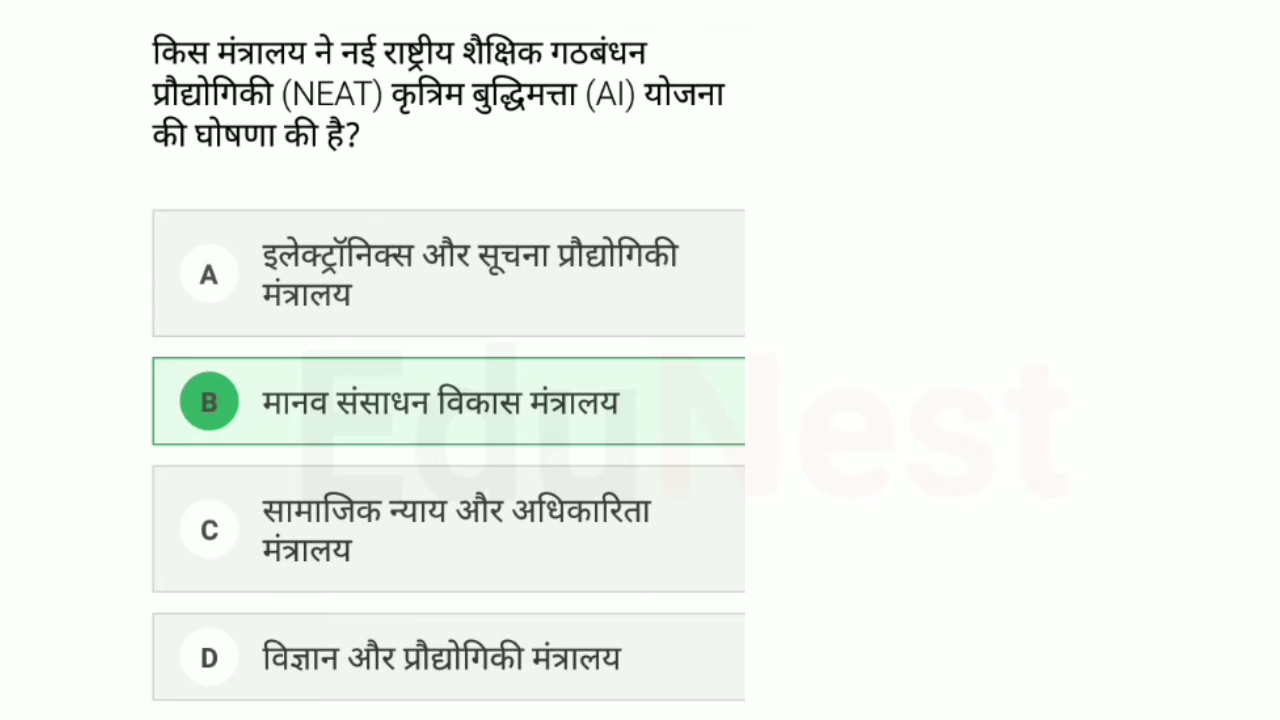 किस मंत्रालय ने नई राष्ट्रीय शैक्षिक गठबंधन
प्रौद्योगिकी (NEAT) कृत्रिम बुद्धिमत्ता (AI) योजना
की घोषणा की है?
A
इलेक्ट्रॉनिक्स और सूचना प्रौद्योगिकी
मंत्रालय
B मानव संसाधन विकास मंत्रालय
C
सामाजिक न्याय और अधिकारिता
मंत्रालय
D विज्ञान और प्रौद्योगिकी मंत्रालय
EduNest